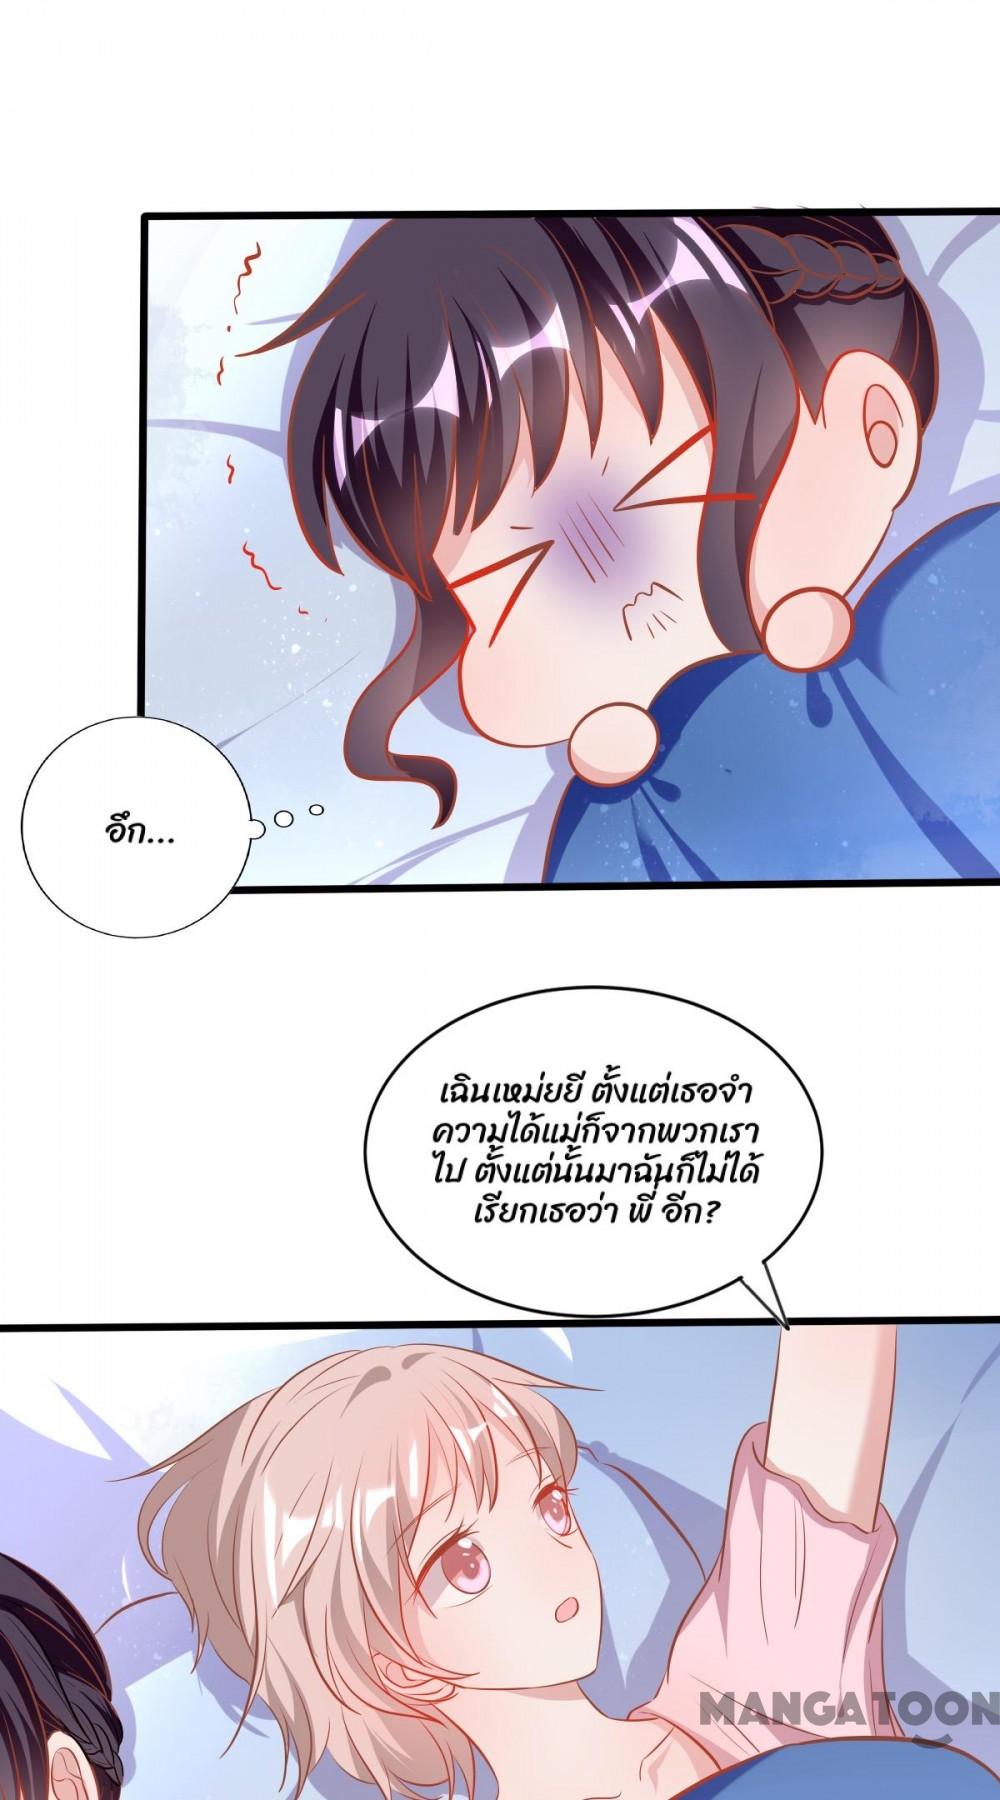 อึก...
เฉินเหม่ยยี ตั้งแต่เธอจำ
ความได้แม่ก็จากพวกเรา
ไป ตั้งแต่นั้นมาฉันก็ไม่ได้
เรียกเธอว่า พี่ อีก?
MANGATOON